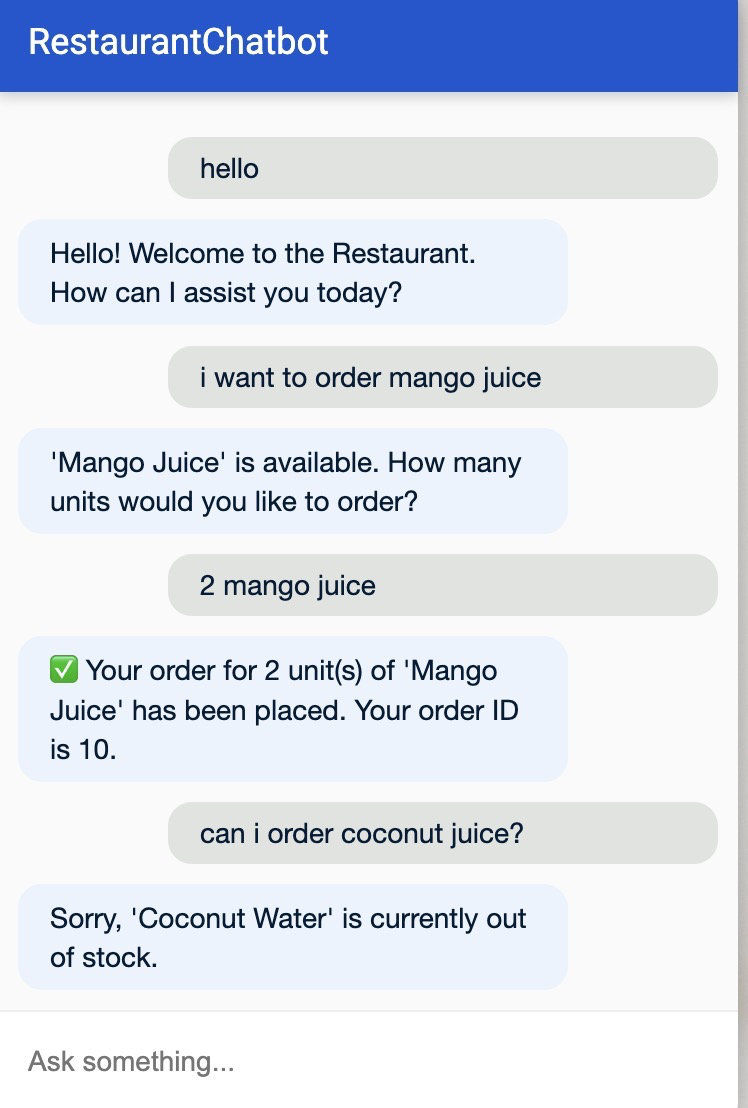 RestaurantChatbot
hello
Hello! Welcome to the Restaurant.
How can I assist you today?
i want to order mango juice
'Mango Juice' is available. How many
units would you like to order?
2 mango juice
✅ Your order for 2 unit(s) of 'Mango
Juice' has been placed. Your order ID
is 10.
can i order coconut juice?
Sorry, 'Coconut Water' is currently out
of stock.
Ask something...